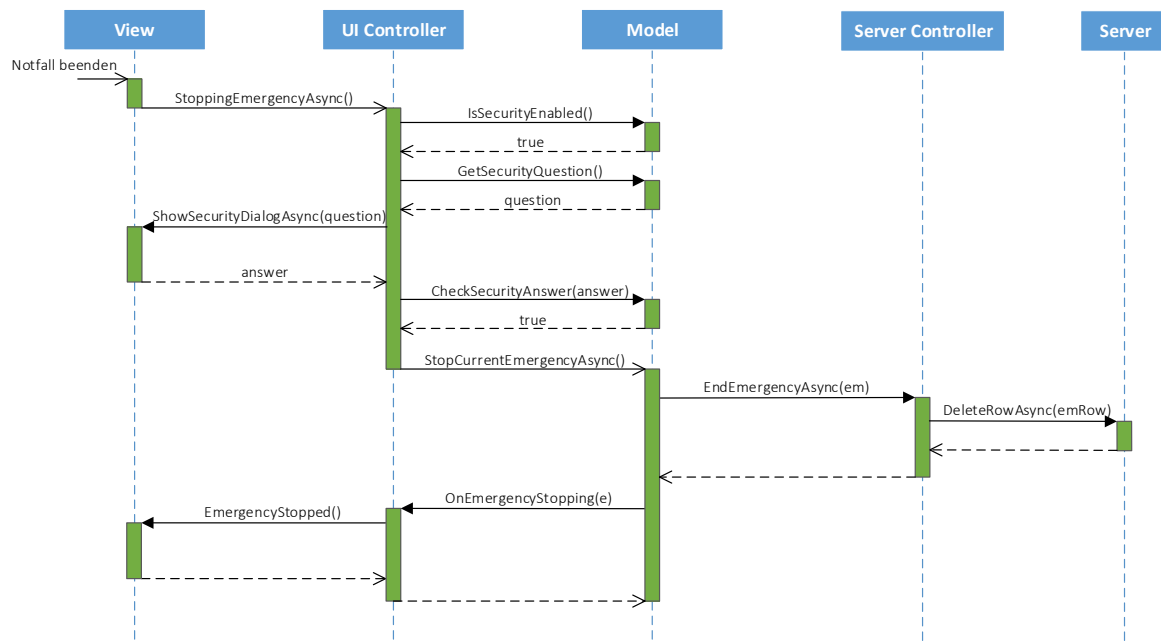 View
UI Controller
Model
Server Controller
Server
Notfall beenden
StoppingEmergencyAsync()
IsSecurityEnabled()
true
GetSecurityQuestion()
question
ShowSecurityDialogAsync(question)
answer
CheckSecurityAnswer(answer)
true
StopCurrentEmergencyAsync()
EndEmergencyAsync(em)
DeleteRowAsync(emRow)
OnEmergencyStopping(e)
EmergencyStopped()